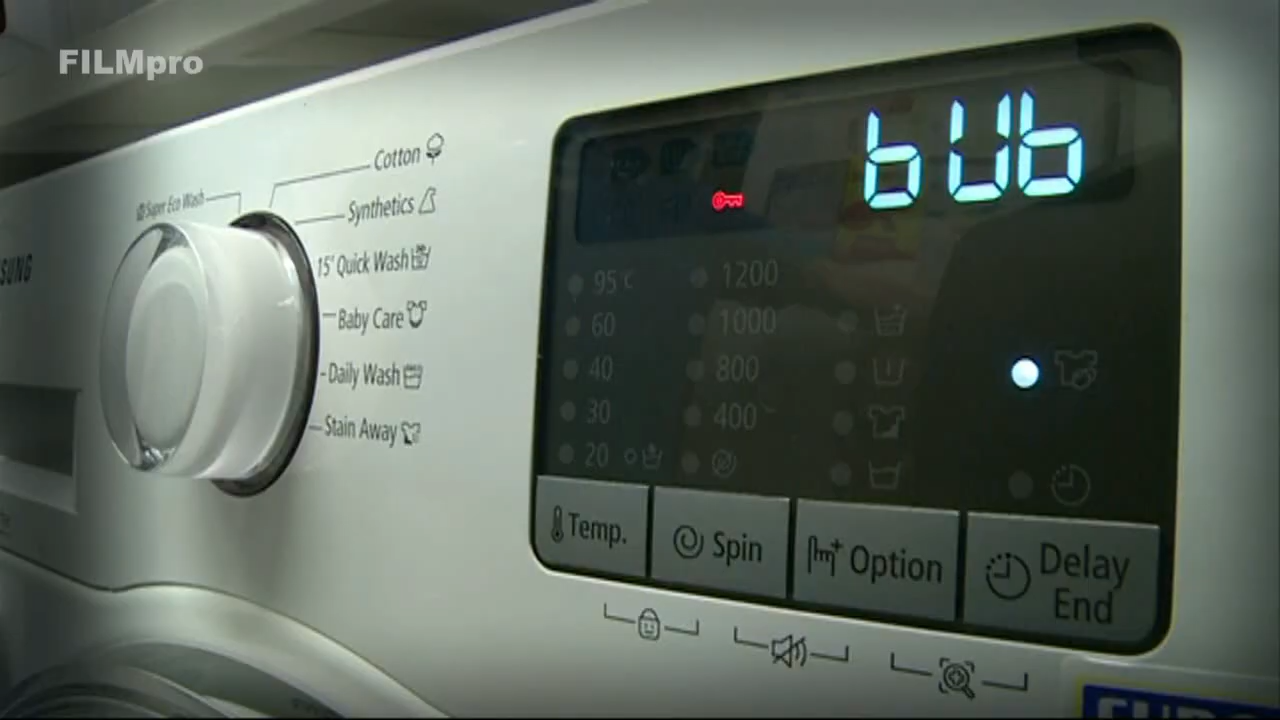 FILMpro
bUb
Cotton
Super Eco Wash
Synthetics
SUNG
15' Quick Wash
Baby Care
Daily Wash
Stain Away
95℃ 1200
60 1000
40 800
30 400
20
Temp. Spin Option Delay End